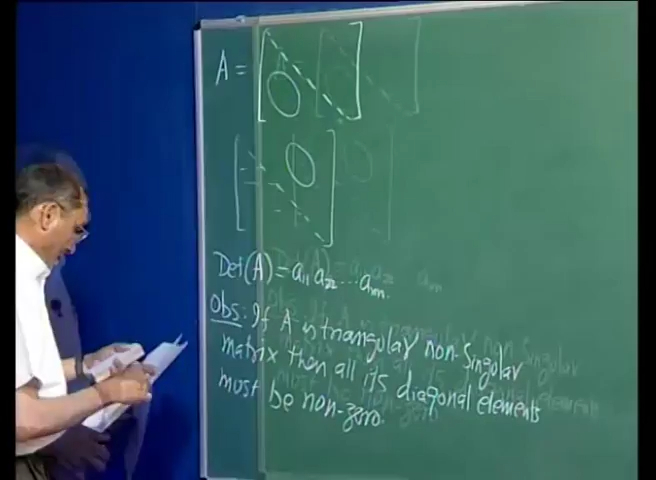 A =
Det(A) = a₁₁ a₂₂ ... aₙₙ.
Obs: If A is triangular non-Singular
matrix then all its diagonal elements
must be non-zero.